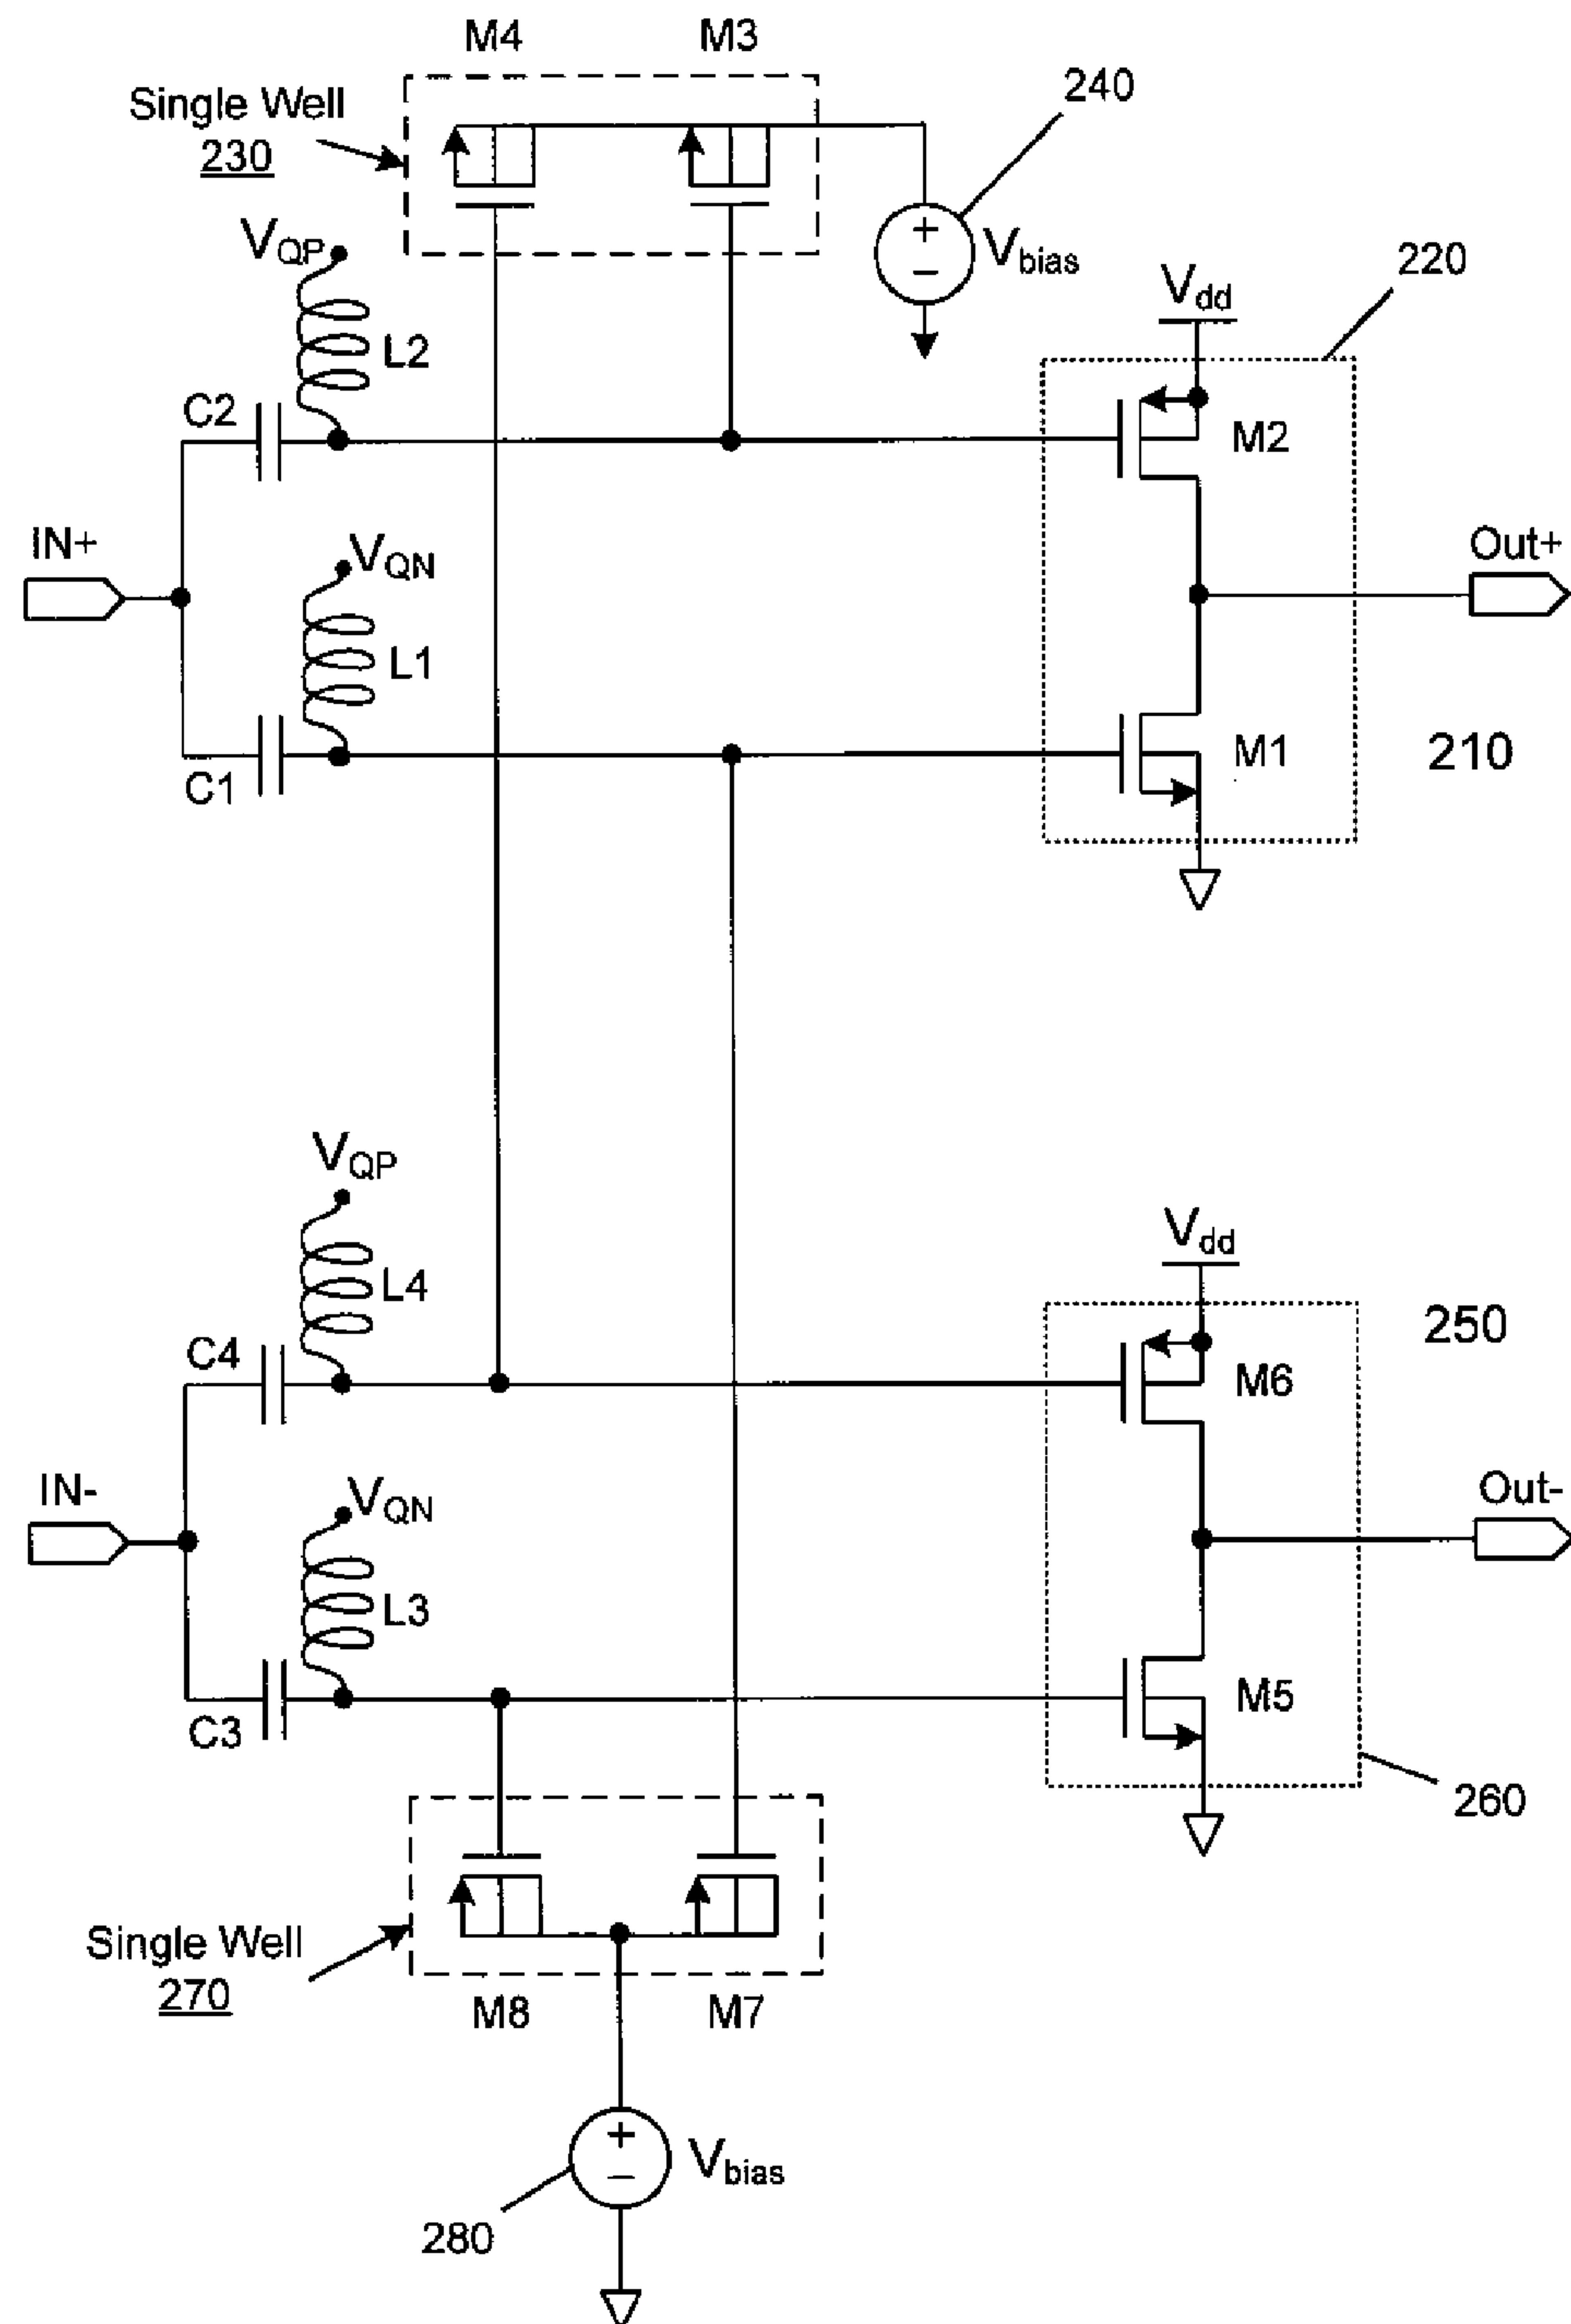 M4
M3
Single Well
230
240
VQP
Vbias
220
Vdd
L2
C2
M2
IN+
VQN
Out+
L1
M1
210
C1
VQP
Vdd
L4
250
C4
M6
IN-
VQN
Out-
L3
M5
C3
260
Single Well
270
M8
M7
Vbias
280